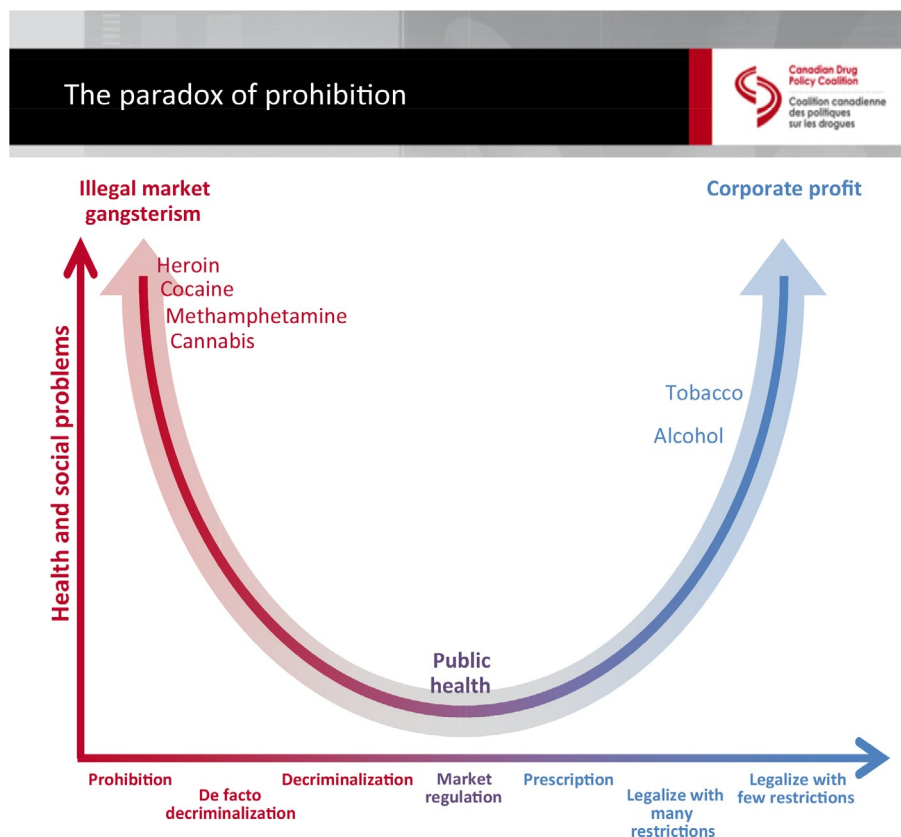 The paradox of prohibition
Canadian Drug
Policy Coalition
Coalition canadienne
des politiques
sur les drogues
Illegal market
gangsterism
Corporate profit
Heroin
Cocaine
Methamphetamine
Cannabis
Tobacco
Alcohol
Health and social problems
Public
health
Prohibition
De facto
decriminalization
Decriminalization
Market
regulation
Prescription
Legalize with
many
restrictions
Legalize with
few restrictions